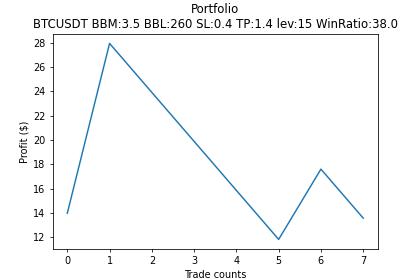 Portfolio
BTCUSDT BBM:3.5 BBL:260 SL:0.4 TP:1.4 lev:15 WinRatio:38.0
28
26
24
22
20
18
16
14
12
Profit ($)
0 1 2 3 4 5 6 7
Trade counts